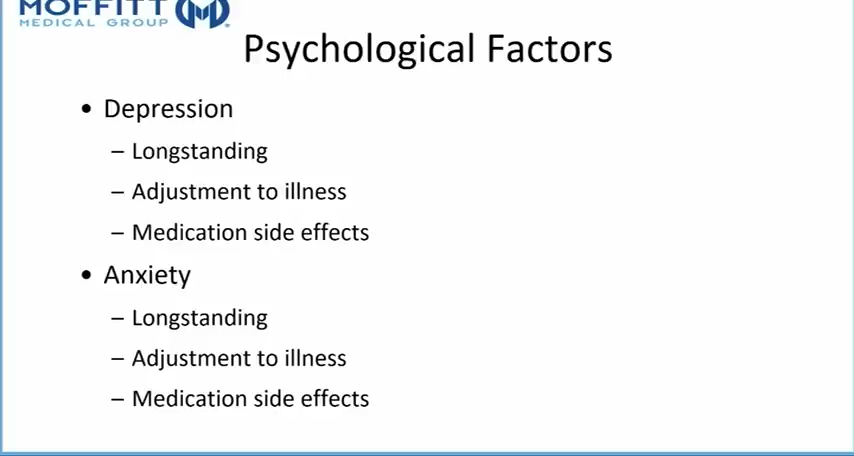 MOFFITT
MEDICAL GROUP
Psychological Factors
• Depression
– Longstanding
– Adjustment to illness
– Medication side effects
• Anxiety
– Longstanding
– Adjustment to illness
– Medication side effects